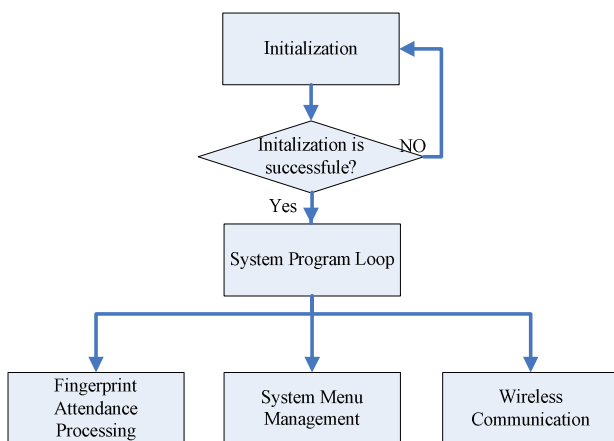 Initialization
Initalization is
successfule?
NO
Yes
System Program Loop
Fingerprint
Attendance
Processing
System Menu
Management
Wireless
Communication